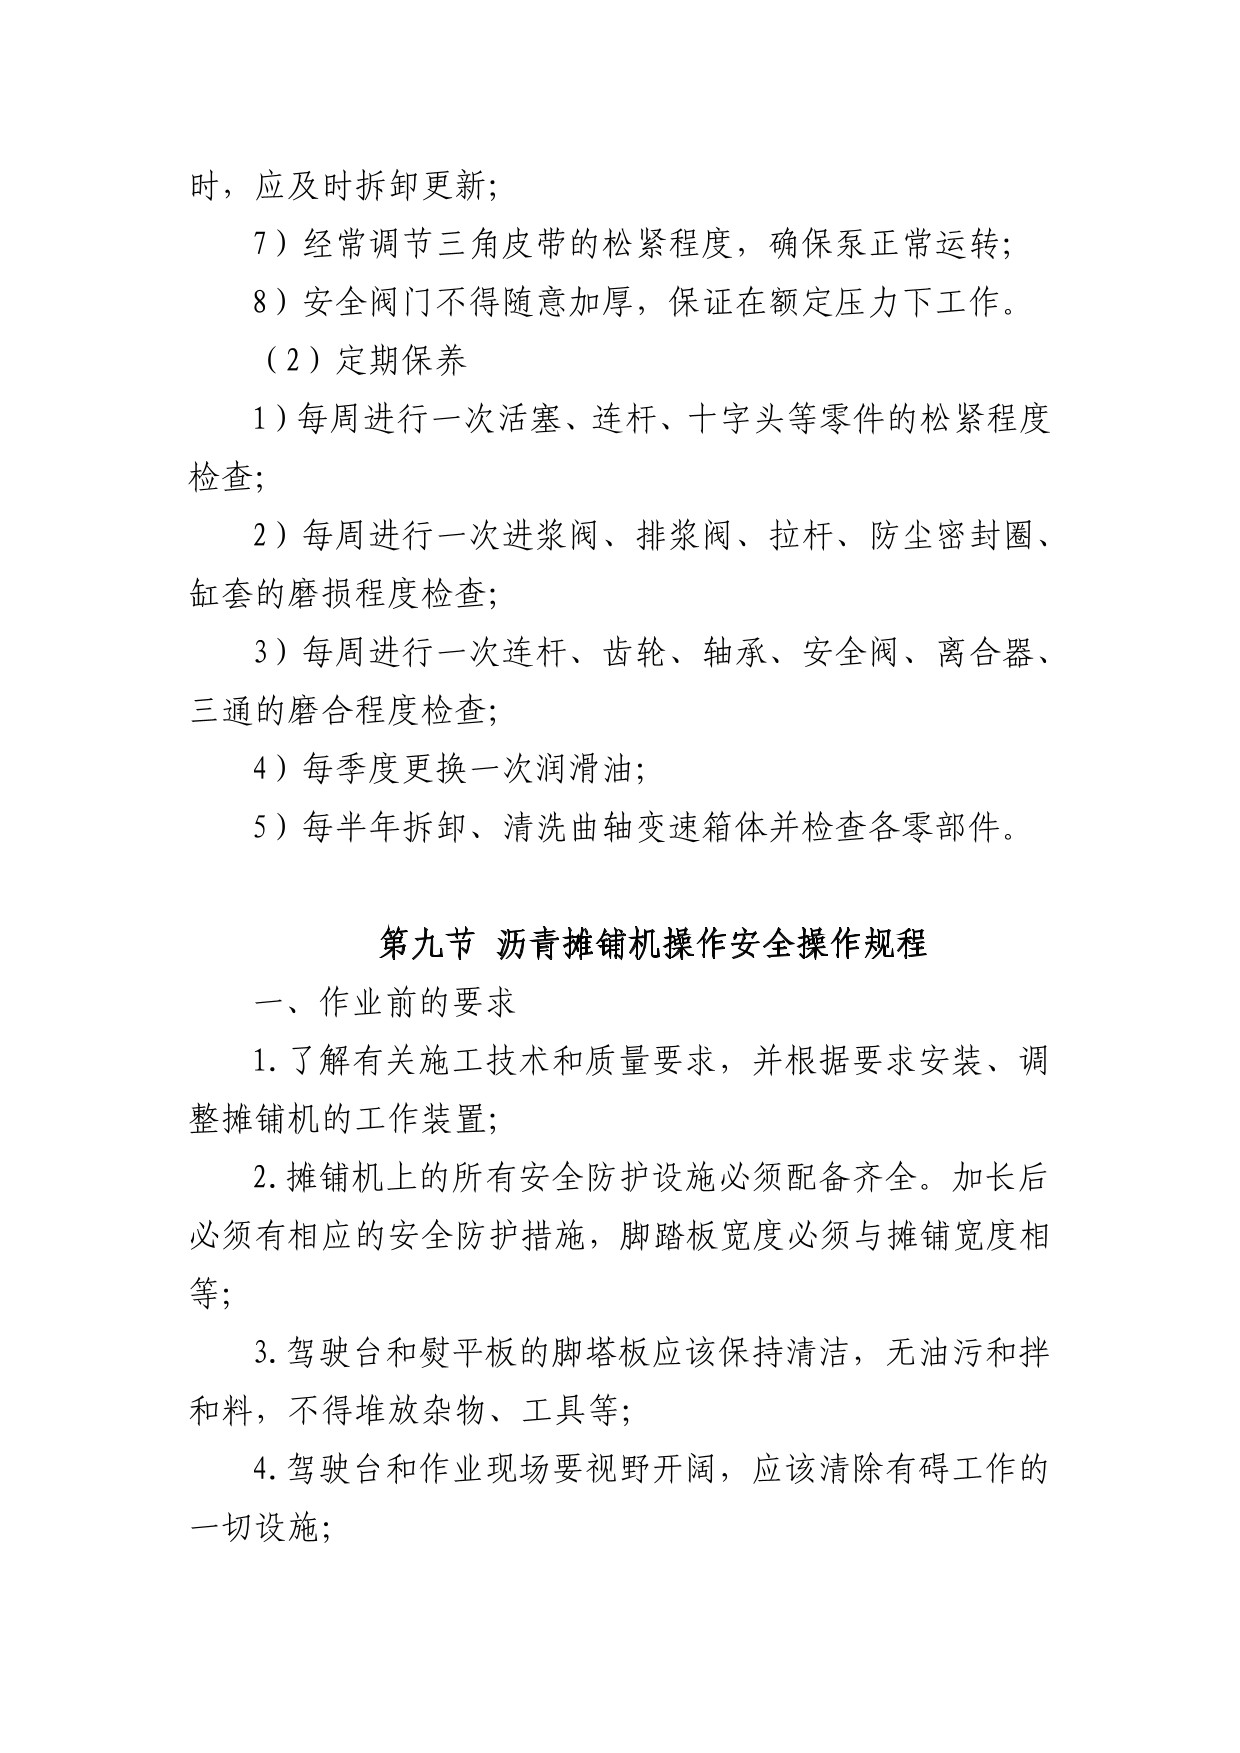 时，应及时拆卸更新；
7）经常调节三角皮带的松紧程度，确保泵正常运转；
8）安全阀门不得随意加厚，保证在额定压力下工作。
（2）定期保养
1）每周进行一次活塞、连杆、十字头等零件的松紧程度
检查；
2）每周进行一次进浆阀、排浆阀、拉杆、防尘密封圈、
缸套的磨损程度检查；
3）每周进行一次连杆、齿轮、轴承、安全阀、离合器、
三通的磨合程度检查；
4）每季度更换一次润滑油；
5）每半年拆卸、清洗曲轴变速箱体并检查各零部件。
第九节 沥青摊铺机操作安全操作规程
一、作业前的要求
1.了解有关施工技术和质量要求，并根据要求安装、调
整摊铺机的工作装置；
2.摊铺机上的所有安全防护设施必须配备齐全。加长后
必须有相应的安全防护措施，脚踏板宽度必须与摊铺宽度相
等；
3.驾驶台和熨平板的脚塔板应该保持清洁，无油污和拌
和料，不得堆放杂物、工具等；
4.驾驶台和作业现场要视野开阔，应该清除有碍工作的
一切设施；